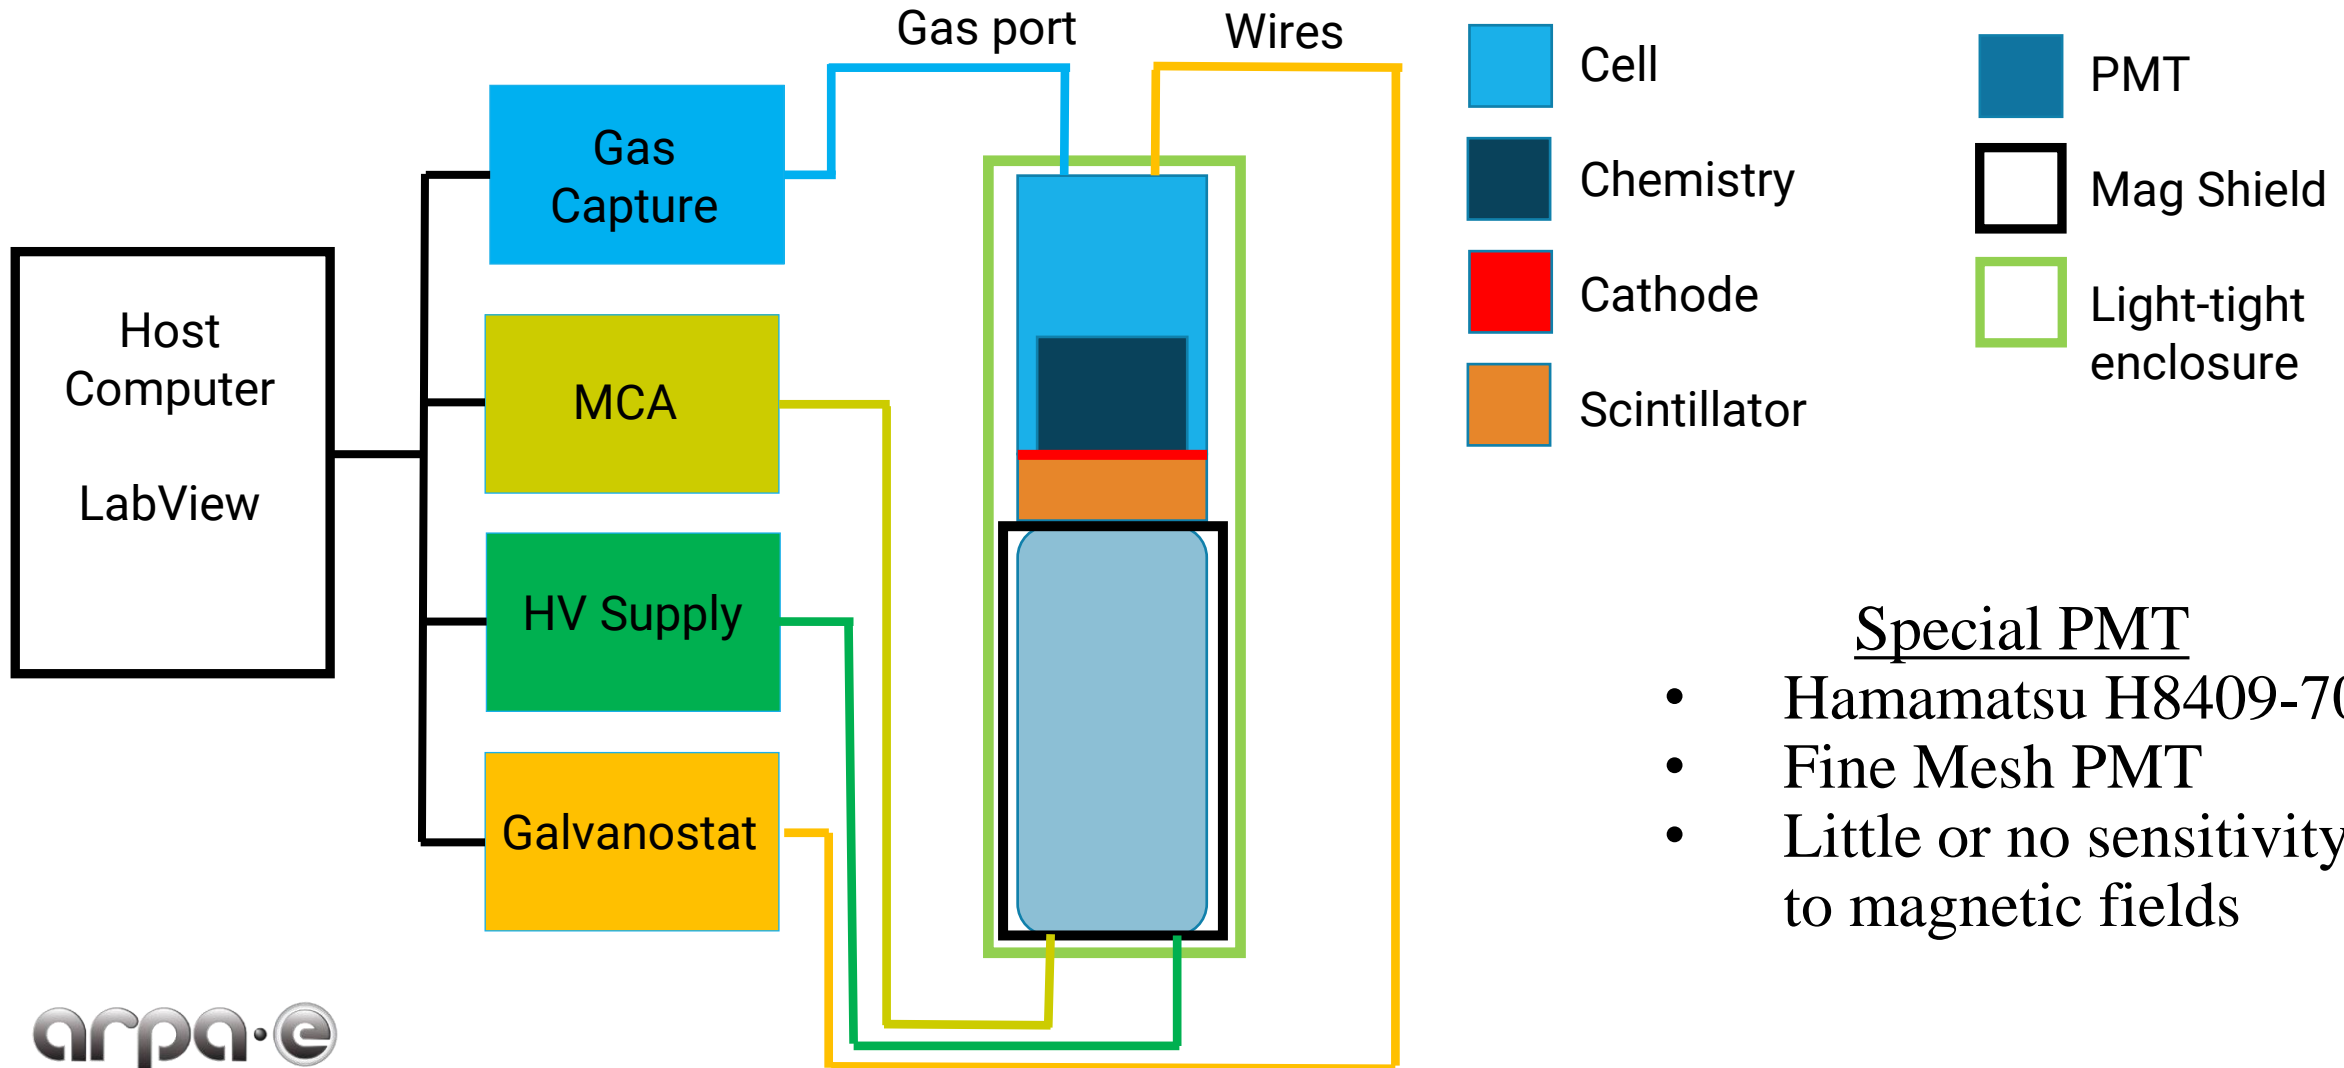 Gas port
Wires
Gas
Capture
Host
Computer
LabView
MCA
HV Supply
Galvanostat
Cell
Chemistry
Cathode
Scintillator
PMT
Mag Shield
Light-tight
enclosure
Special PMT
• Hamamatsu H8409-70
• Fine Mesh PMT
• Little or no sensitivity
to magnetic fields
arpa·e